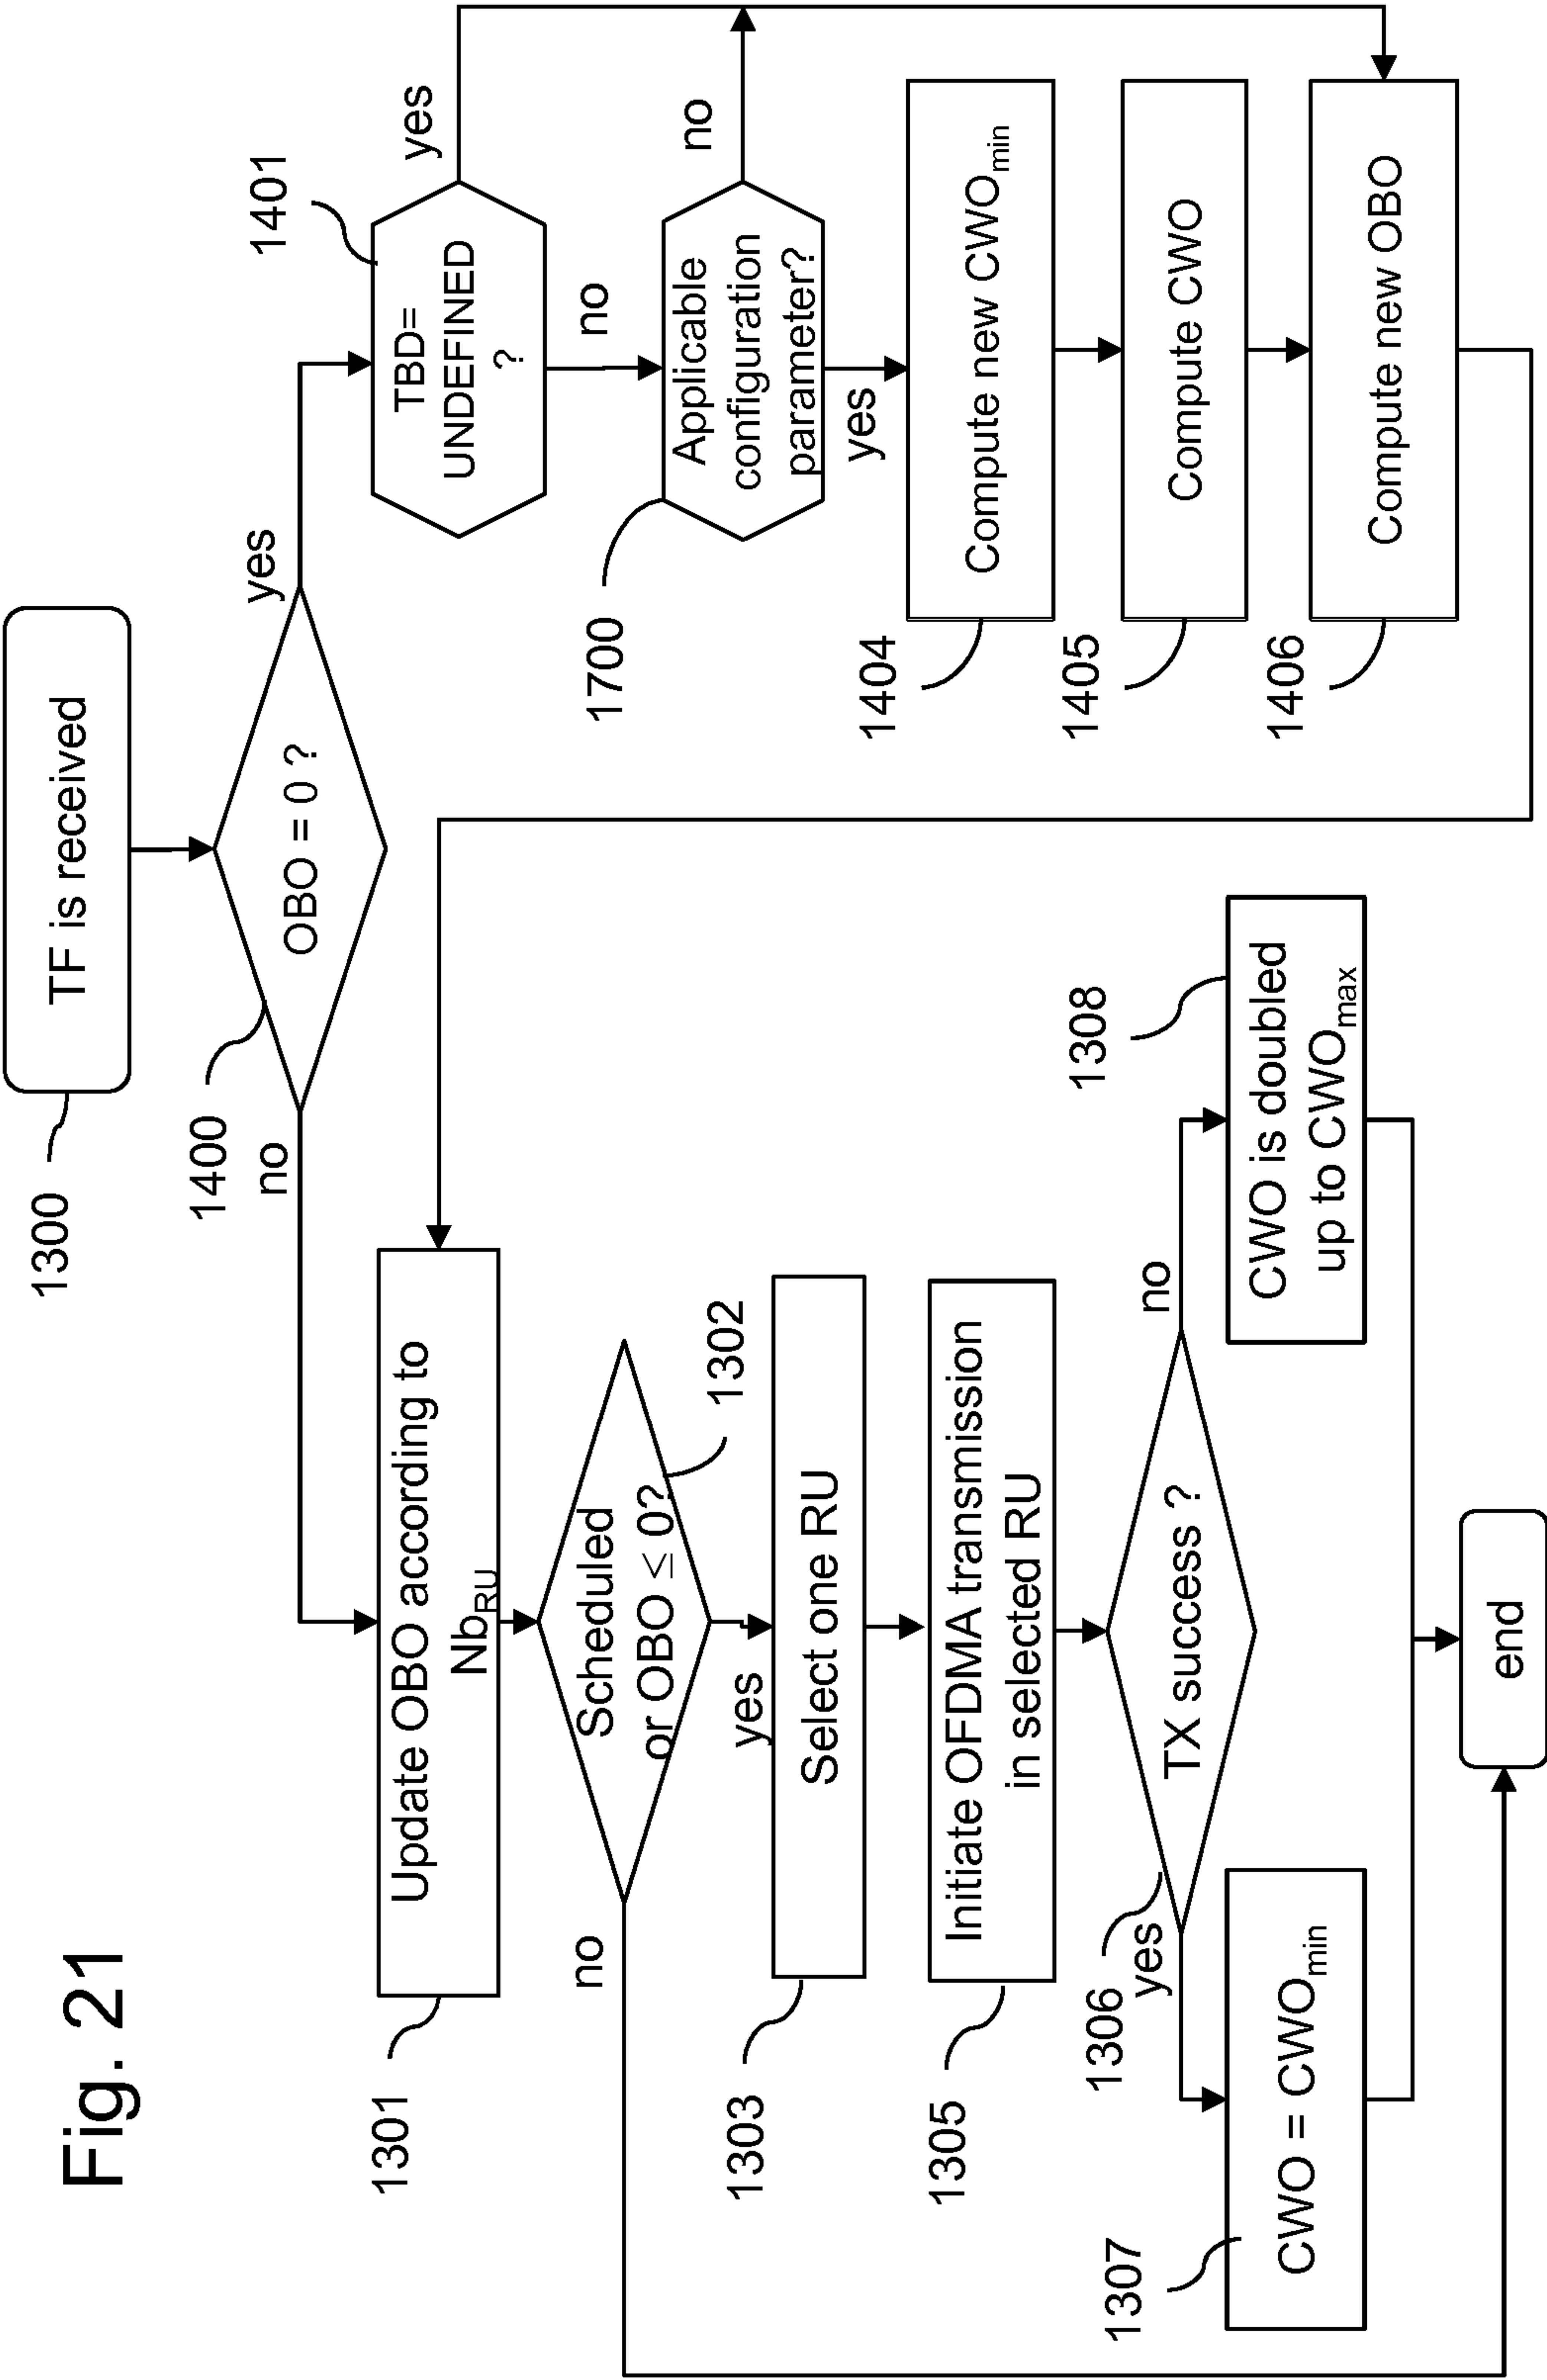 Fig. 21
1300
TF is received
1400
OBO = 0 ?
no
yes
1401
TBD=
UNDEFINED
?
yes
no
1700
Applicable
configuration
parameter?
no
yes
1404
Compute new CWOmin
1405
Compute CWO
1406
Compute new OBO
1301
Update OBO according to
NbRU
1302
Scheduled
or OBO ≤ 0?
no
yes
1303
Select one RU
1305
Initiate OFDMA transmission
in selected RU
1306
TX success ?
yes
no
1307
CWO = CWOmin
1308
CWO is doubled
up to CWOmax
end